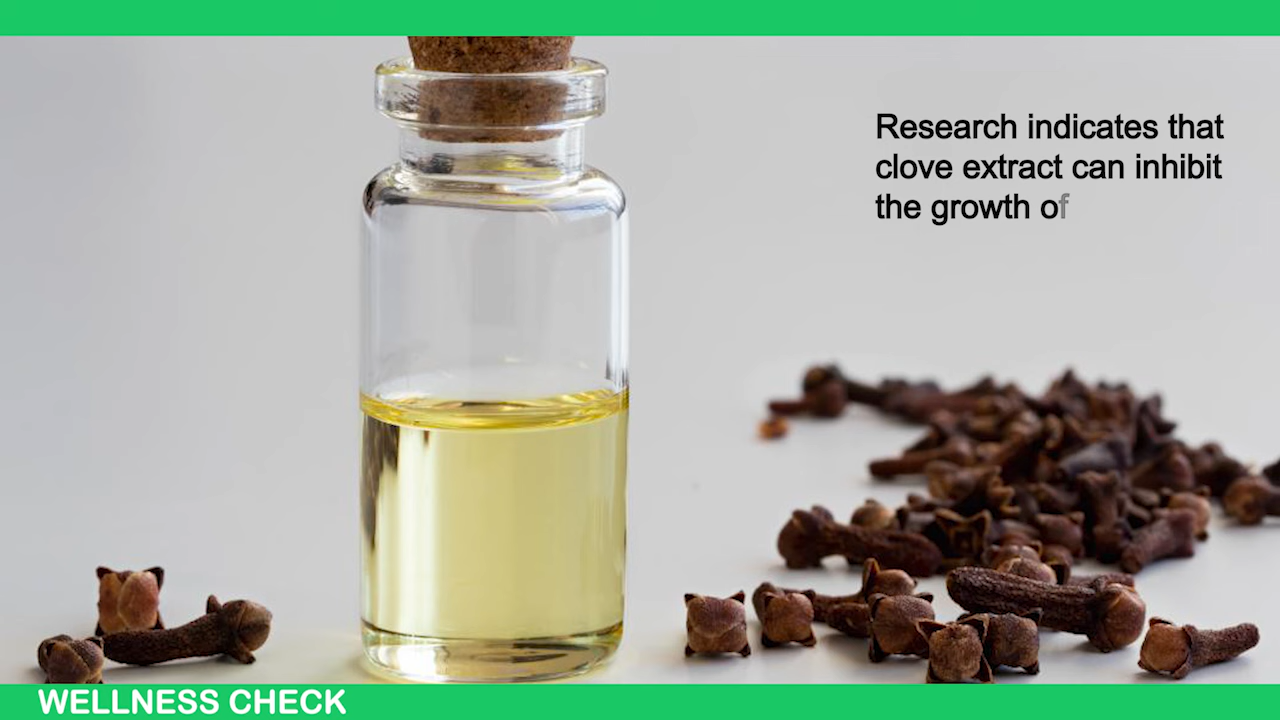 Research indicates that
clove extract can inhibit
the growth of
WELLNESS CHECK